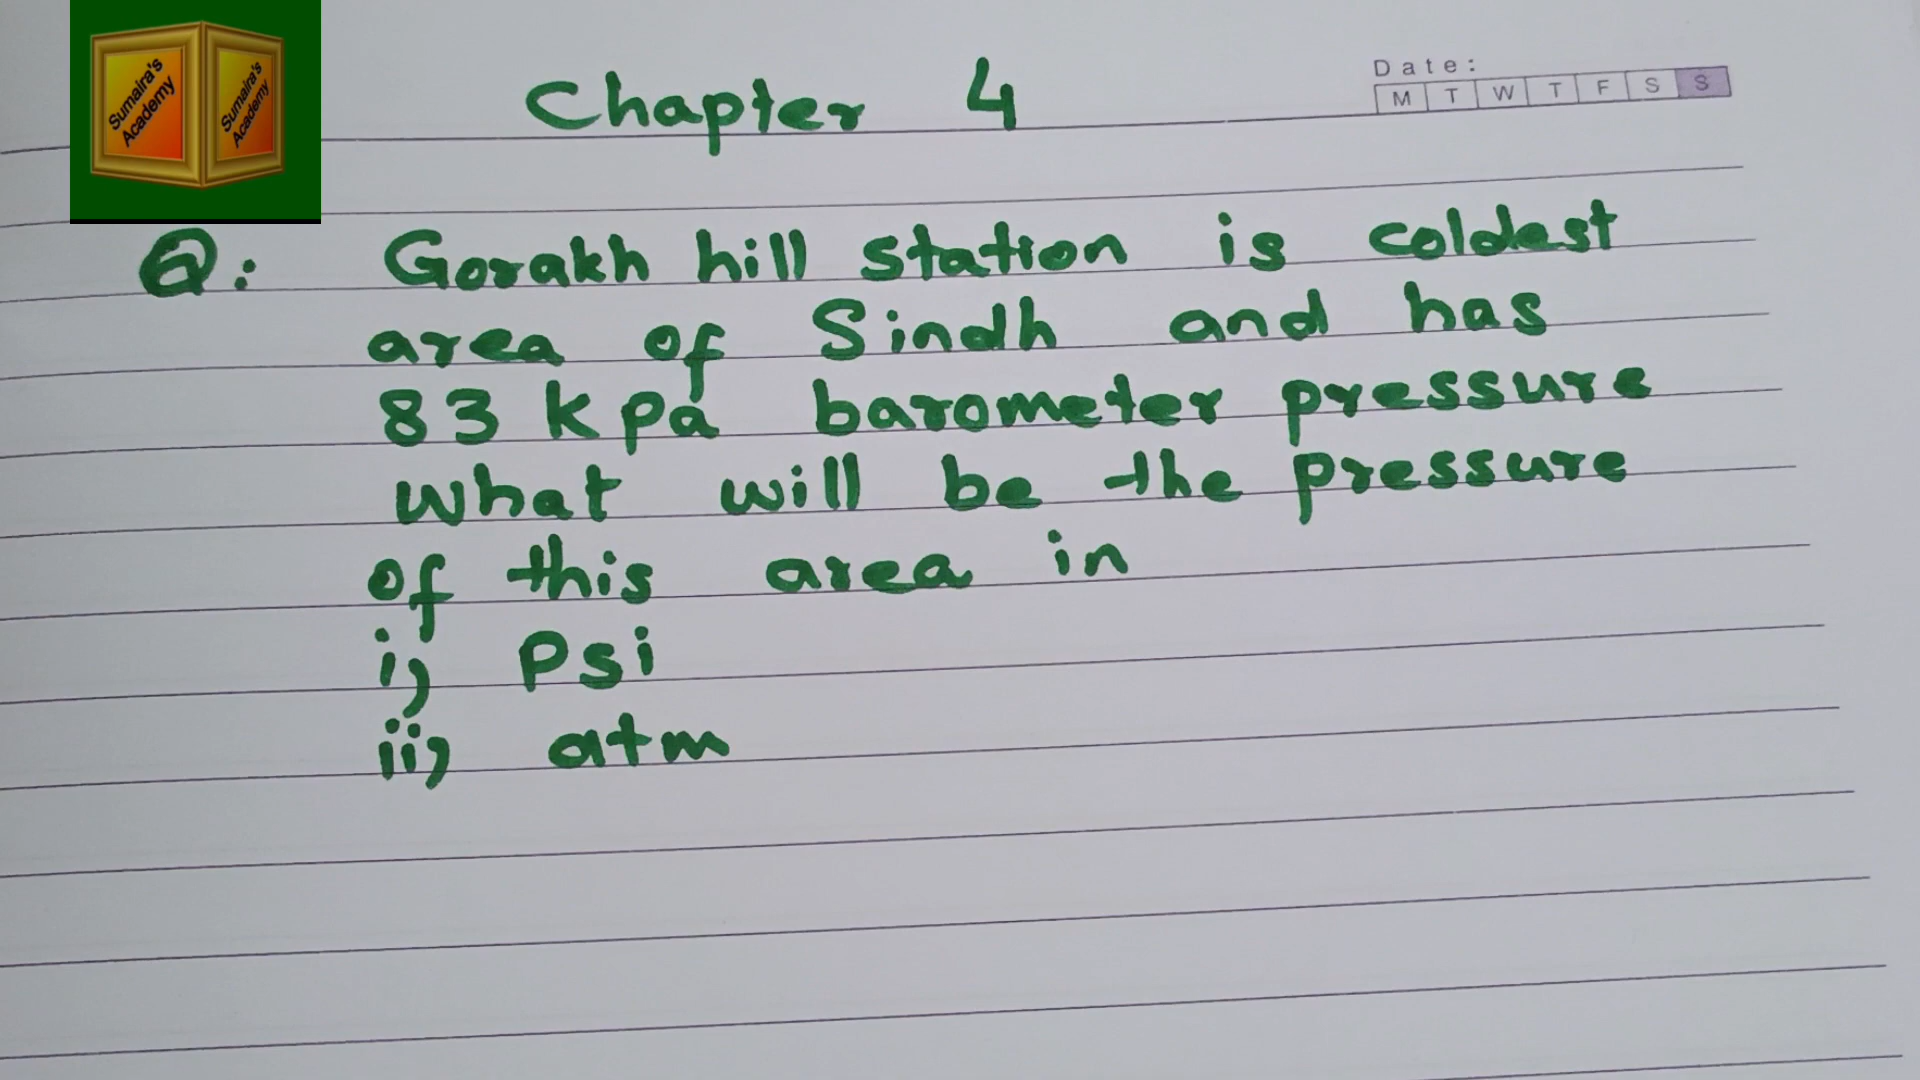 Sumaira's
Academy
Sumaira's
Academy
Chapter 4
Date:
M T W T F S S
Q: Gorakh hill station is coldest
area of Sindh and has
83 kpa barometer pressure
what will be the pressure
of this area in
i) Psi
ii) atm